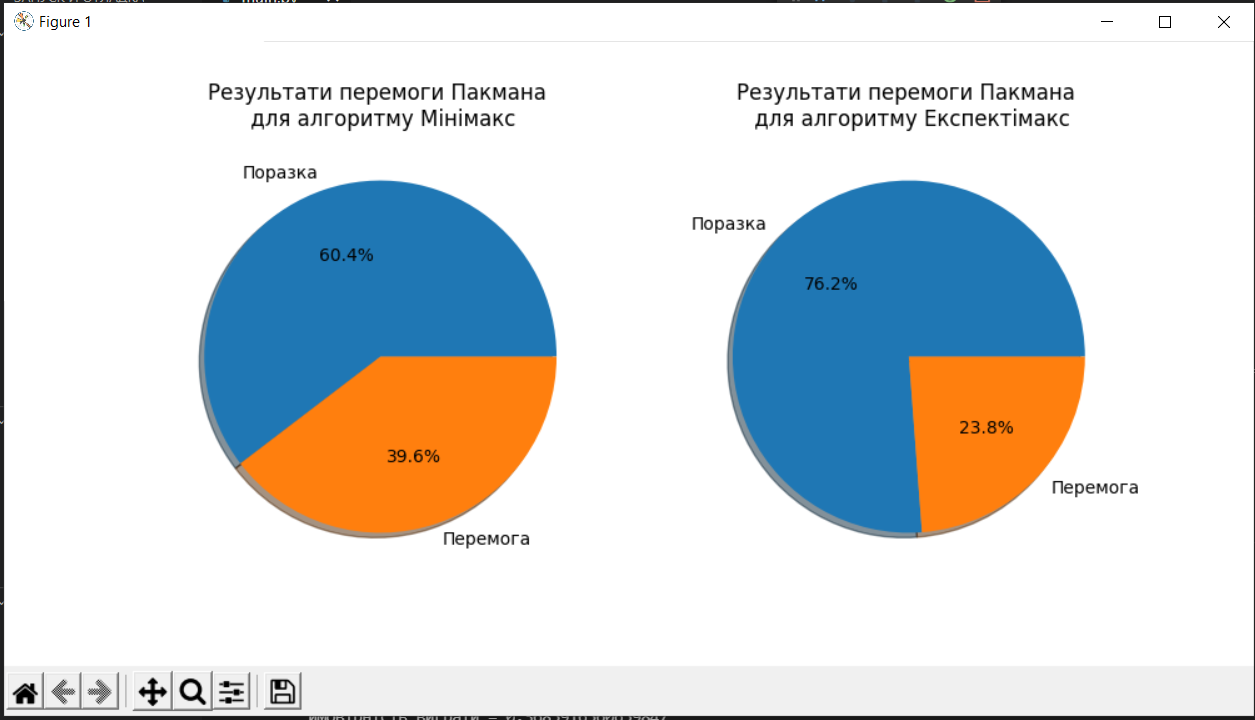 Figure 1
Результати перемоги Пакмана
для алгоритму Мінімакс
Поразка
60.4%
39.6%
Перемога
Результати перемоги Пакмана
для алгоритму Експектімакс
Поразка
76.2%
23.8%
Перемога